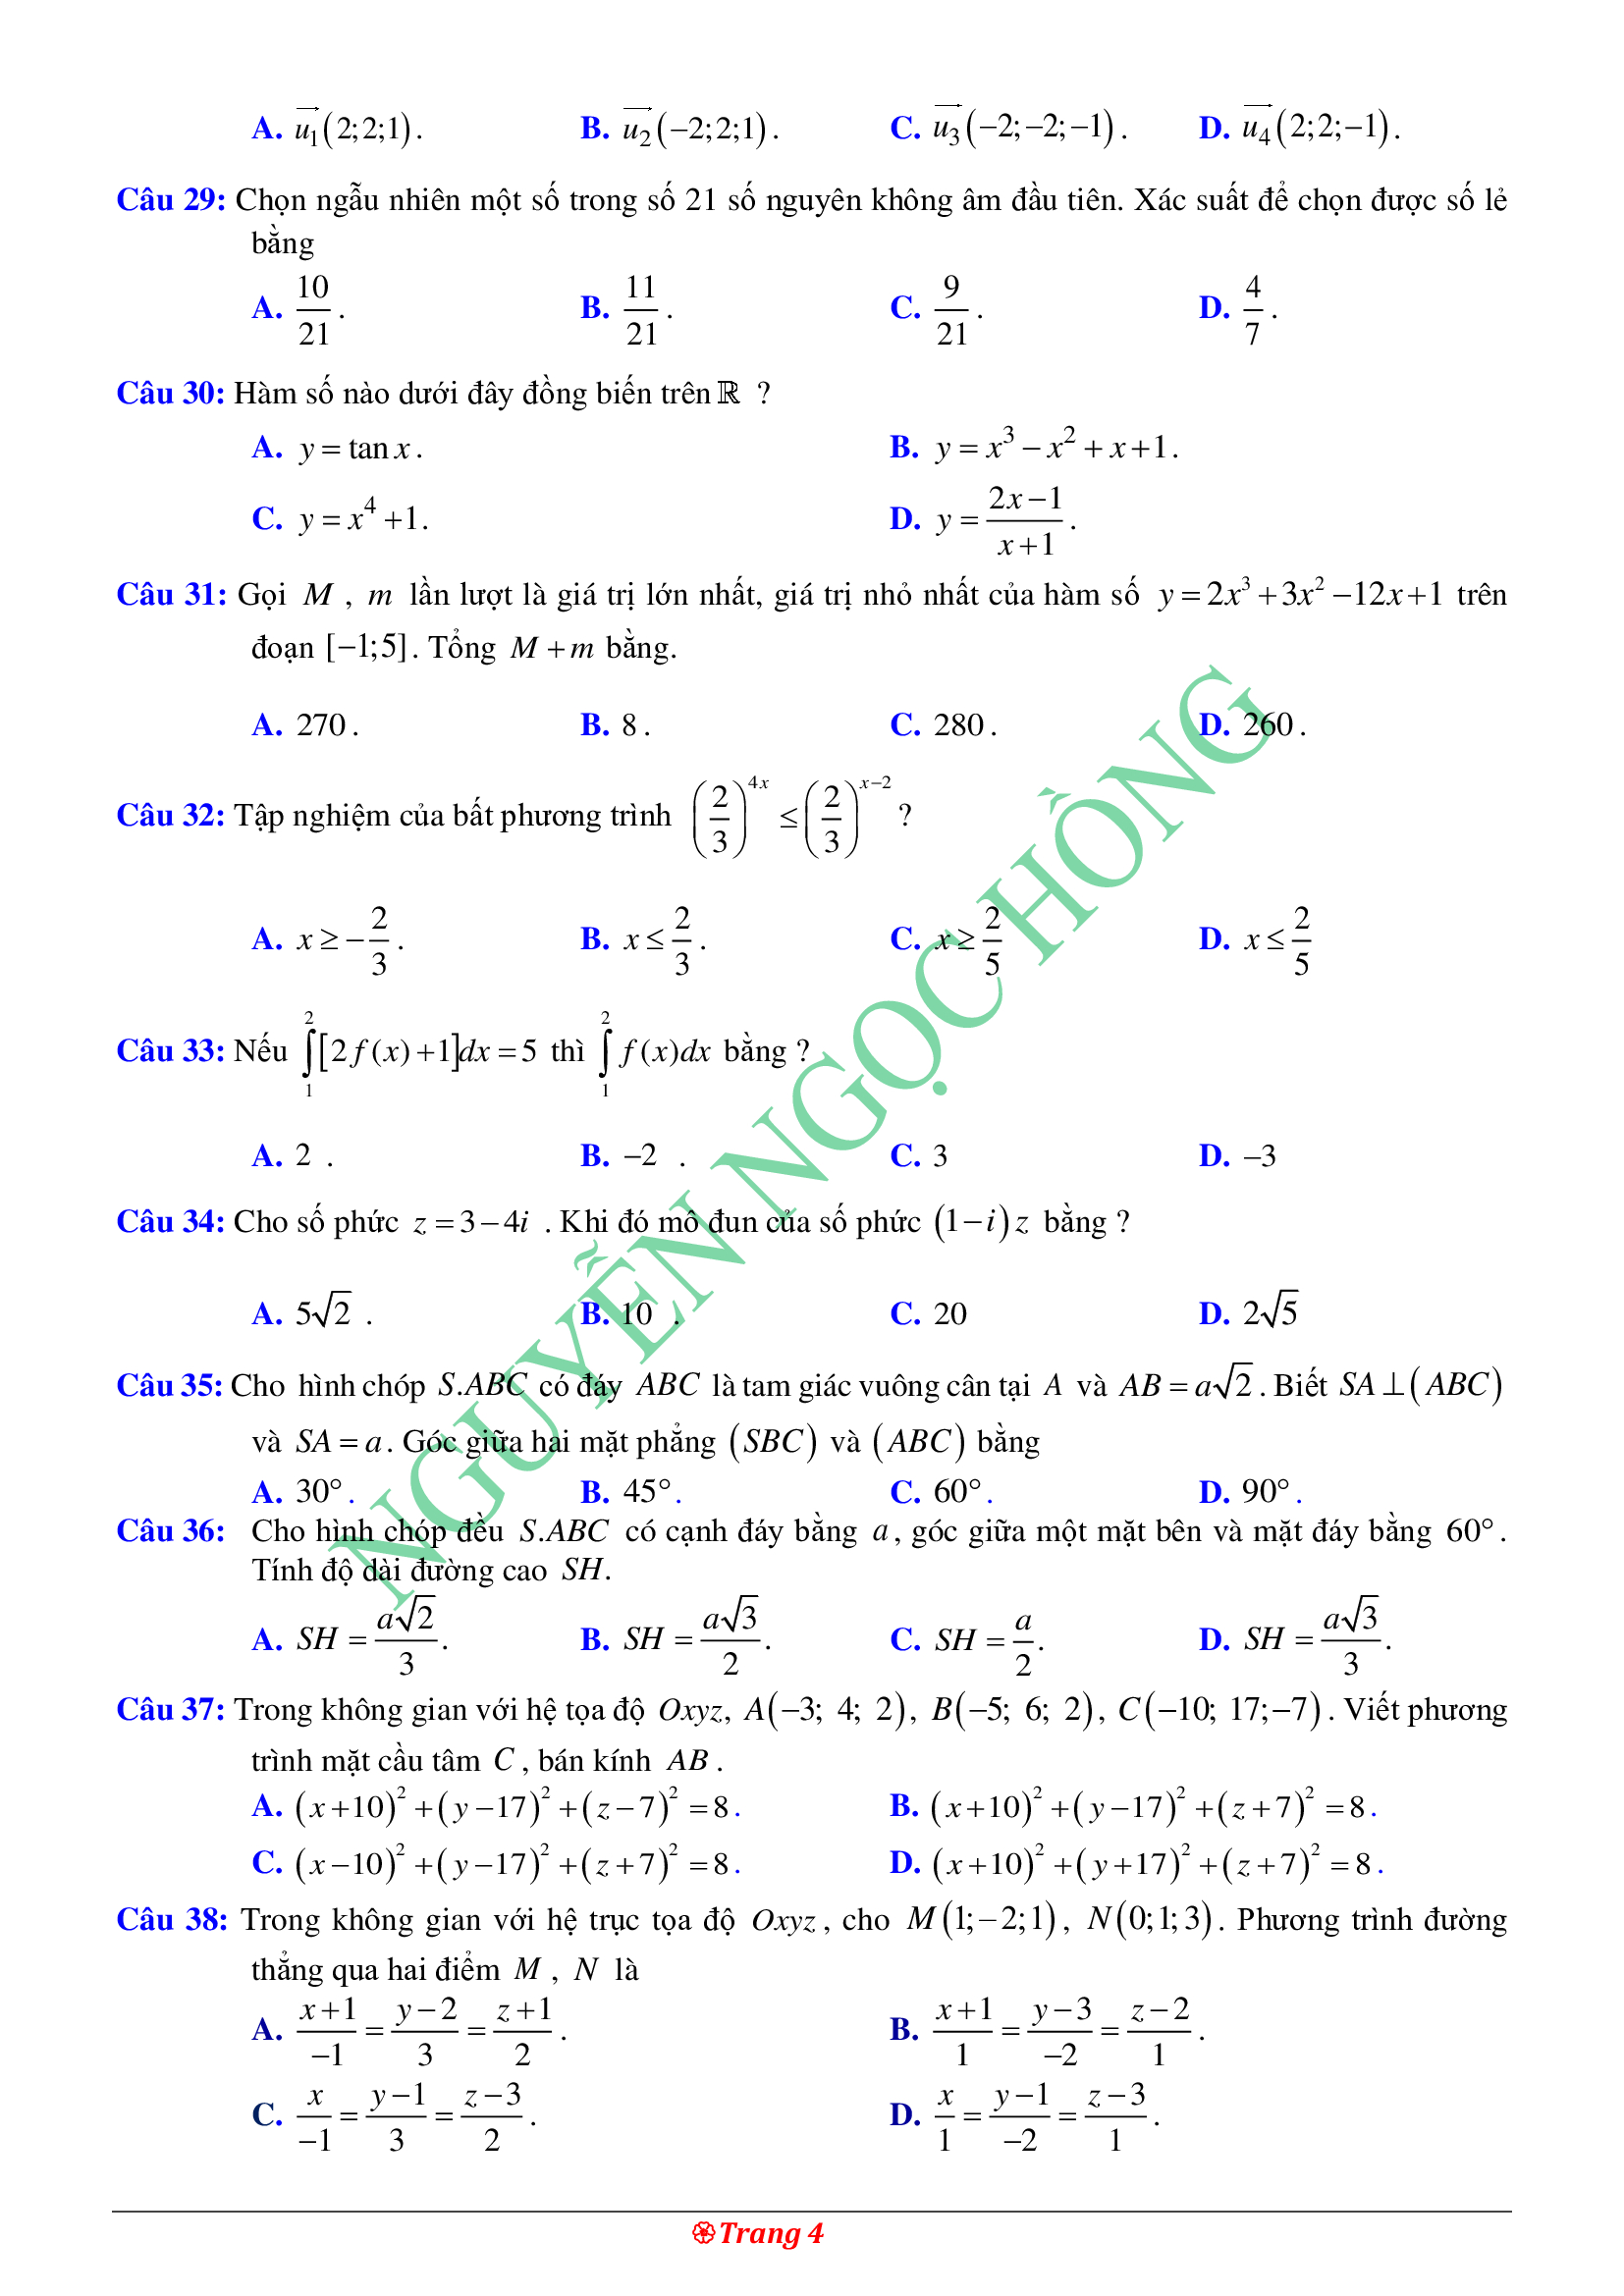 A. $\overrightarrow{u_1}(2;2;1)$. B. $\overrightarrow{u_2}(-2;2;1)$. C. $\overrightarrow{u_3}(-2;-2;-1)$. D. $\overrightarrow{u_4}(2;2;-1)$.
Câu 29: Chọn ngẫu nhiên một số trong số 21 số nguyên không âm đầu tiên. Xác suất để chọn được số lẻ
bằng
A. $\frac{10}{21}$. B. $\frac{11}{21}$. C. $\frac{9}{21}$. D. $\frac{4}{7}$.
Câu 30: Hàm số nào dưới đây đồng biến trên $\mathbb{R}$ ?
A. $y = \tan x$. B. $y = x^3 - x^2 + x + 1$.
C. $y = x^4 + 1$. D. $y = \frac{2x-1}{x+1}$.
Câu 31: Gọi $M$ , $m$ lần lượt là giá trị lớn nhất, giá trị nhỏ nhất của hàm số $y = 2x^3 + 3x^2 - 12x + 1$ trên
đoạn $[-1;5]$. Tổng $M + m$ bằng.
A. 270. B. 8. C. 280. D. 260.
Câu 32: Tập nghiệm của bất phương trình $\left(\frac{2}{3}\right)^{4x} \leq \left(\frac{2}{3}\right)^{x-2}$ ?
A. $x \geq -\frac{2}{3}$. B. $x \leq \frac{2}{3}$. C. $x \geq \frac{2}{5}$ D. $x \leq \frac{2}{5}$
Câu 33: Nếu $\int_1^2 [2f(x)+1]dx = 5$ thì $\int_1^2 f(x)dx$ bằng ?
A. 2 . B. −2 . C. 3 D. −3
Câu 34: Cho số phức $z = 3 - 4i$ . Khi đó mô đun của số phức $(1-i)z$ bằng ?
A. $5\sqrt{2}$ . B. 10 . C. 20 D. $2\sqrt{5}$
Câu 35: Cho hình chóp $S.ABC$ có đáy $ABC$ là tam giác vuông cân tại $A$ và $AB = a\sqrt{2}$. Biết $SA \perp (ABC)$
và $SA = a$. Góc giữa hai mặt phẳng $(SBC)$ và $(ABC)$ bằng
A. 30°. B. 45°. C. 60°. D. 90°.
Câu 36: Cho hình chóp đều $S.ABC$ có cạnh đáy bằng $a$, góc giữa một mặt bên và mặt đáy bằng 60°.
Tính độ dài đường cao $SH$.
A. $SH = \frac{a\sqrt{2}}{3}$. B. $SH = \frac{a\sqrt{3}}{2}$. C. $SH = \frac{a}{2}$. D. $SH = \frac{a\sqrt{3}}{3}$.
Câu 37: Trong không gian với hệ tọa độ $Oxyz$, $A(-3; 4; 2)$, $B(-5; 6; 2)$, $C(-10; 17; -7)$. Viết phương
trình mặt cầu tâm $C$, bán kính $AB$.
A. $(x+10)^2 + (y-17)^2 + (z-7)^2 = 8$. B. $(x+10)^2 + (y-17)^2 + (z+7)^2 = 8$.
C. $(x-10)^2 + (y-17)^2 + (z+7)^2 = 8$. D. $(x+10)^2 + (y+17)^2 + (z+7)^2 = 8$.
Câu 38: Trong không gian với hệ trục tọa độ $Oxyz$, cho $M(1;-2;1)$, $N(0;1;3)$. Phương trình đường
thẳng qua hai điểm $M$ , $N$ là
A. $\frac{x+1}{-1} = \frac{y-2}{3} = \frac{z+1}{2}$. B. $\frac{x+1}{1} = \frac{y-3}{-2} = \frac{z-2}{1}$.
C. $\frac{x}{-1} = \frac{y-1}{3} = \frac{z-3}{2}$. D. $\frac{x}{1} = \frac{y-1}{-2} = \frac{z-3}{1}$.
NGUYỄN NGỌC HỒNG
Trang 4